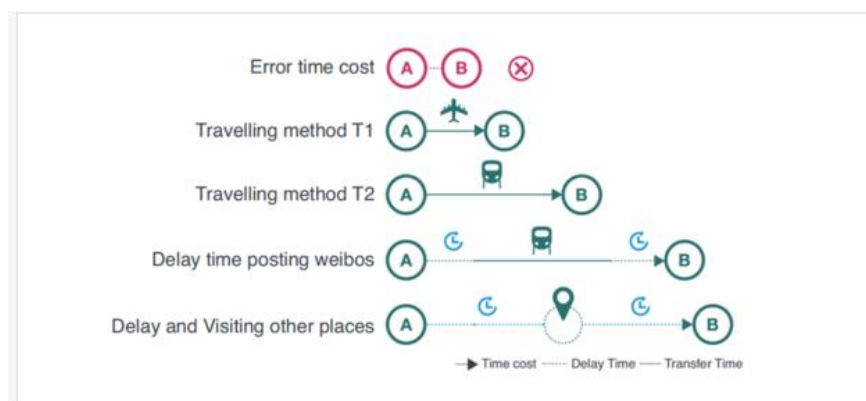 Error time cost A B
Travelling method T1 A B
Travelling method T2 A B
Delay time posting weibos A B
Delay and Visiting other places A B
Time cost Delay Time Transfer Time